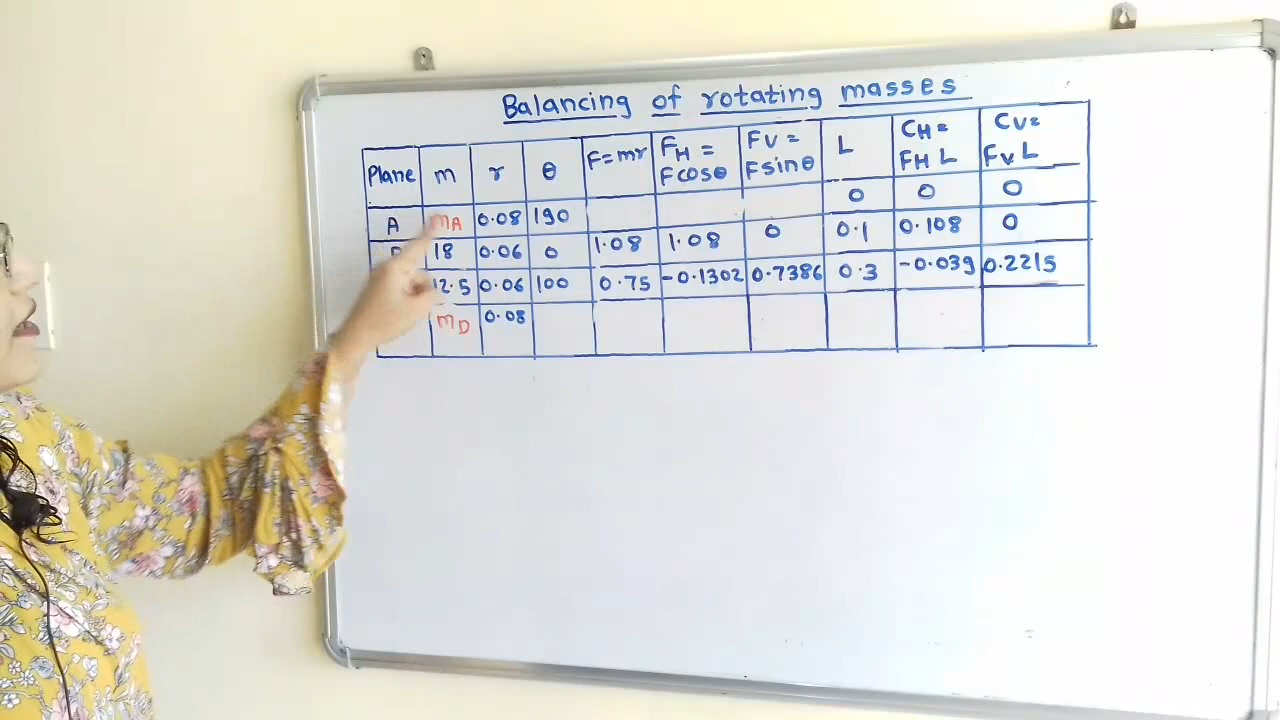 Balancing of rotating masses
Plane m r θ F=mr FH = Fcosθ FV = Fsinθ L CH= FH L CV= FV L
A mA 0.08 190 0 0 0
18 0.06 0 1.08 1.08 0 0.1 0.108 0
12.5 0.06 100 0.75 -0.1302 0.7386 0.3 -0.039 0.2215
mD 0.08